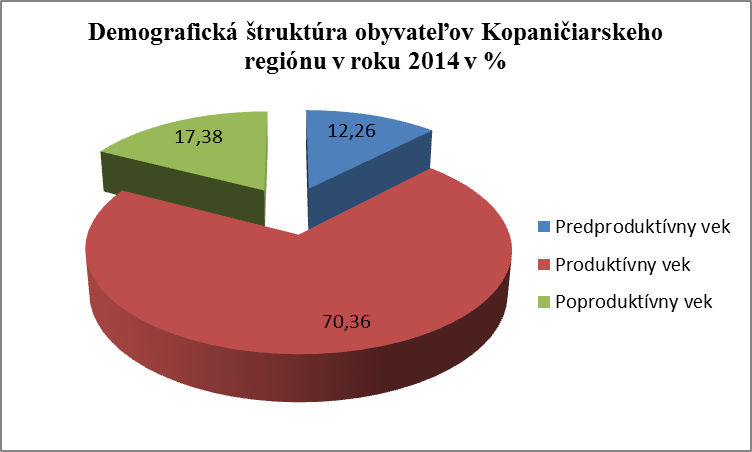 Demografická štruktúra obyvateľov Kopaničiarskeho
regiónu v roku 2014 v %
17,38
12,26
70,36
Predproduktívny vek
Produktívny vek
Poproduktívny vek